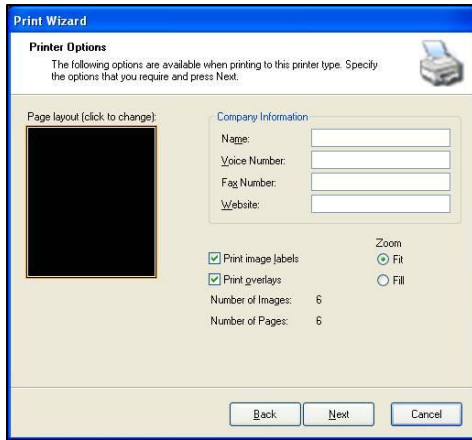 Print Wizard
Printer Options
The following options are available when printing to this printer type. Specify
the options that you require and press Next.
Page layout (click to change):
Company Information
Name:
Voice Number:
Fax Number:
Website:
Zoom
Print image labels
Fit
Print overlays
Fill
Number of Images: 6
Number of Pages: 6
Back
Next
Cancel